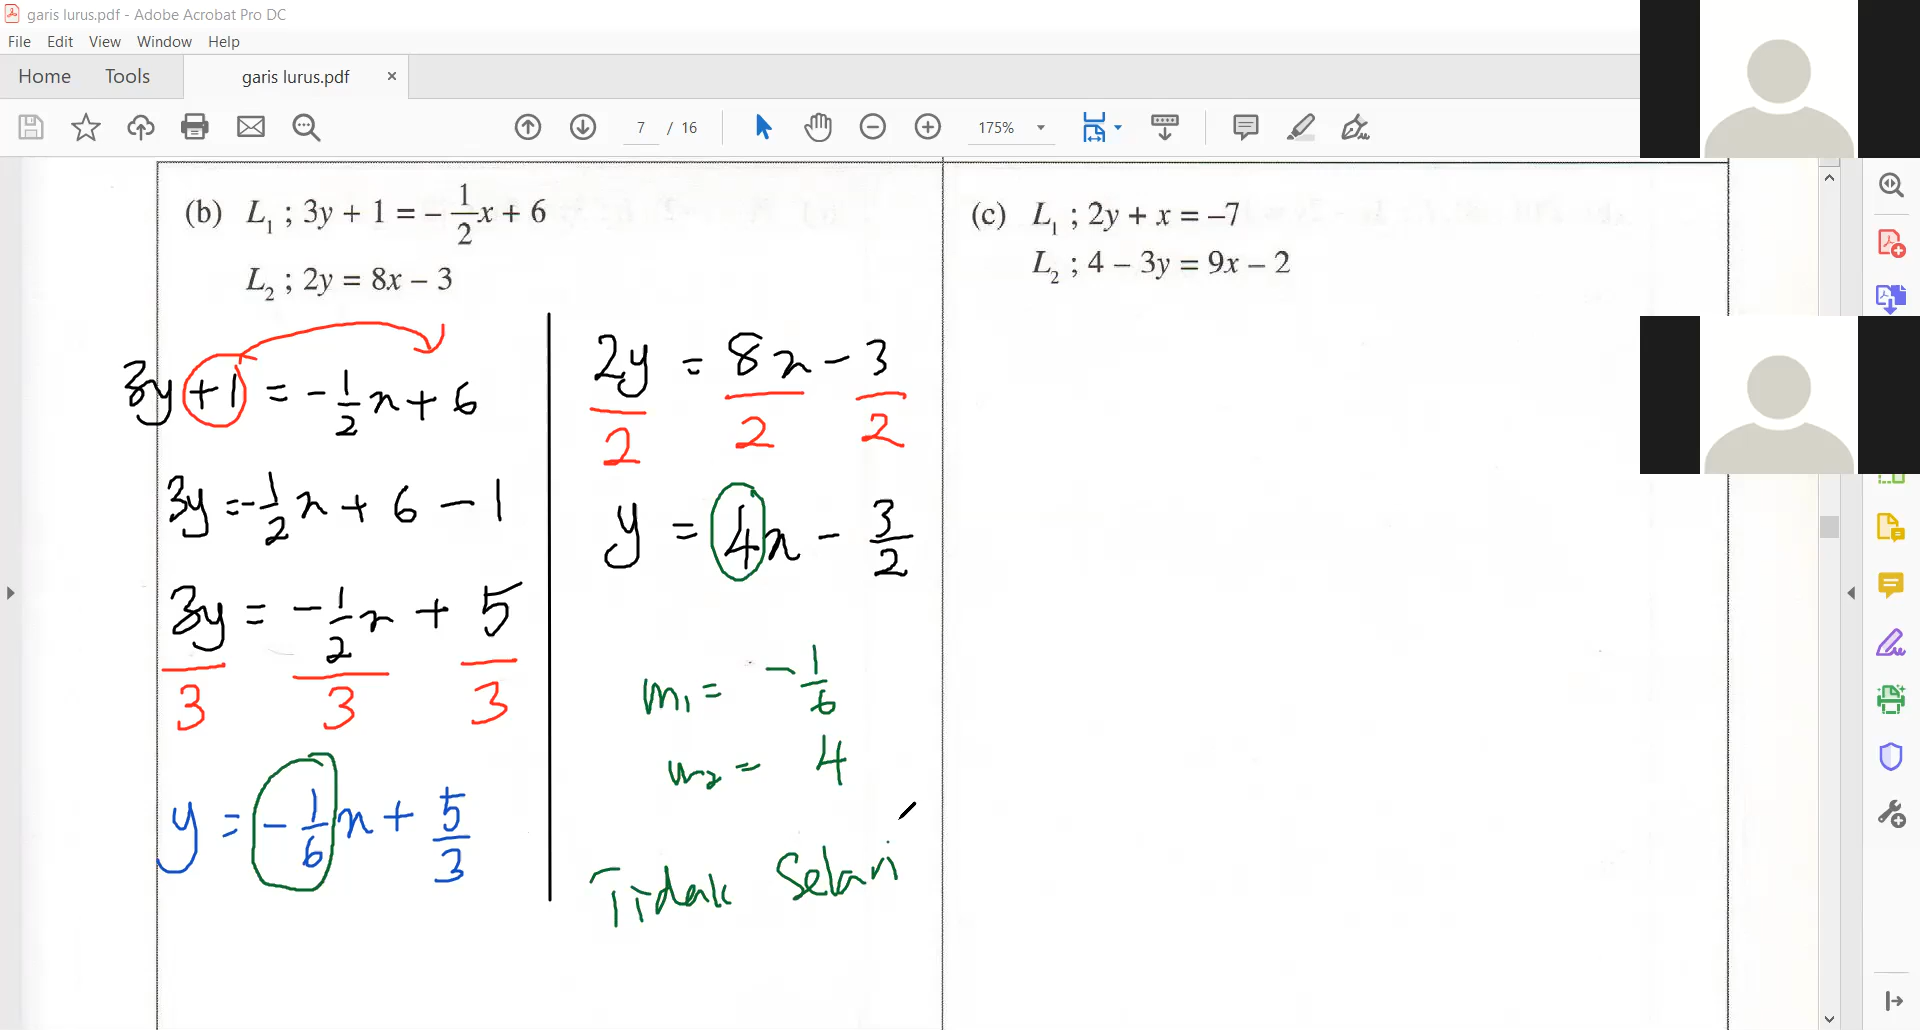 garis lurus.pdf - Adobe Acrobat Pro DC
File Edit View Window Help
Home Tools garis lurus.pdf ×
7 / 16 175%
(b) L₁ ; 3y + 1 = –1/2x + 6
L₂ ; 2y = 8x – 3
3y + 1 = -1/2x + 6
3y = -1/2x + 6 - 1
3y/3 = -1/2x/3 + 5/3
y = -1/6x + 5/3
2y/2 = 8x/2 - 3/2
y = 4x - 3/2
m₁ = -1/6
m₂ = 4
Tidak Selari
(c) L₁ ; 2y + x = –7
L₂ ; 4 – 3y = 9x – 2